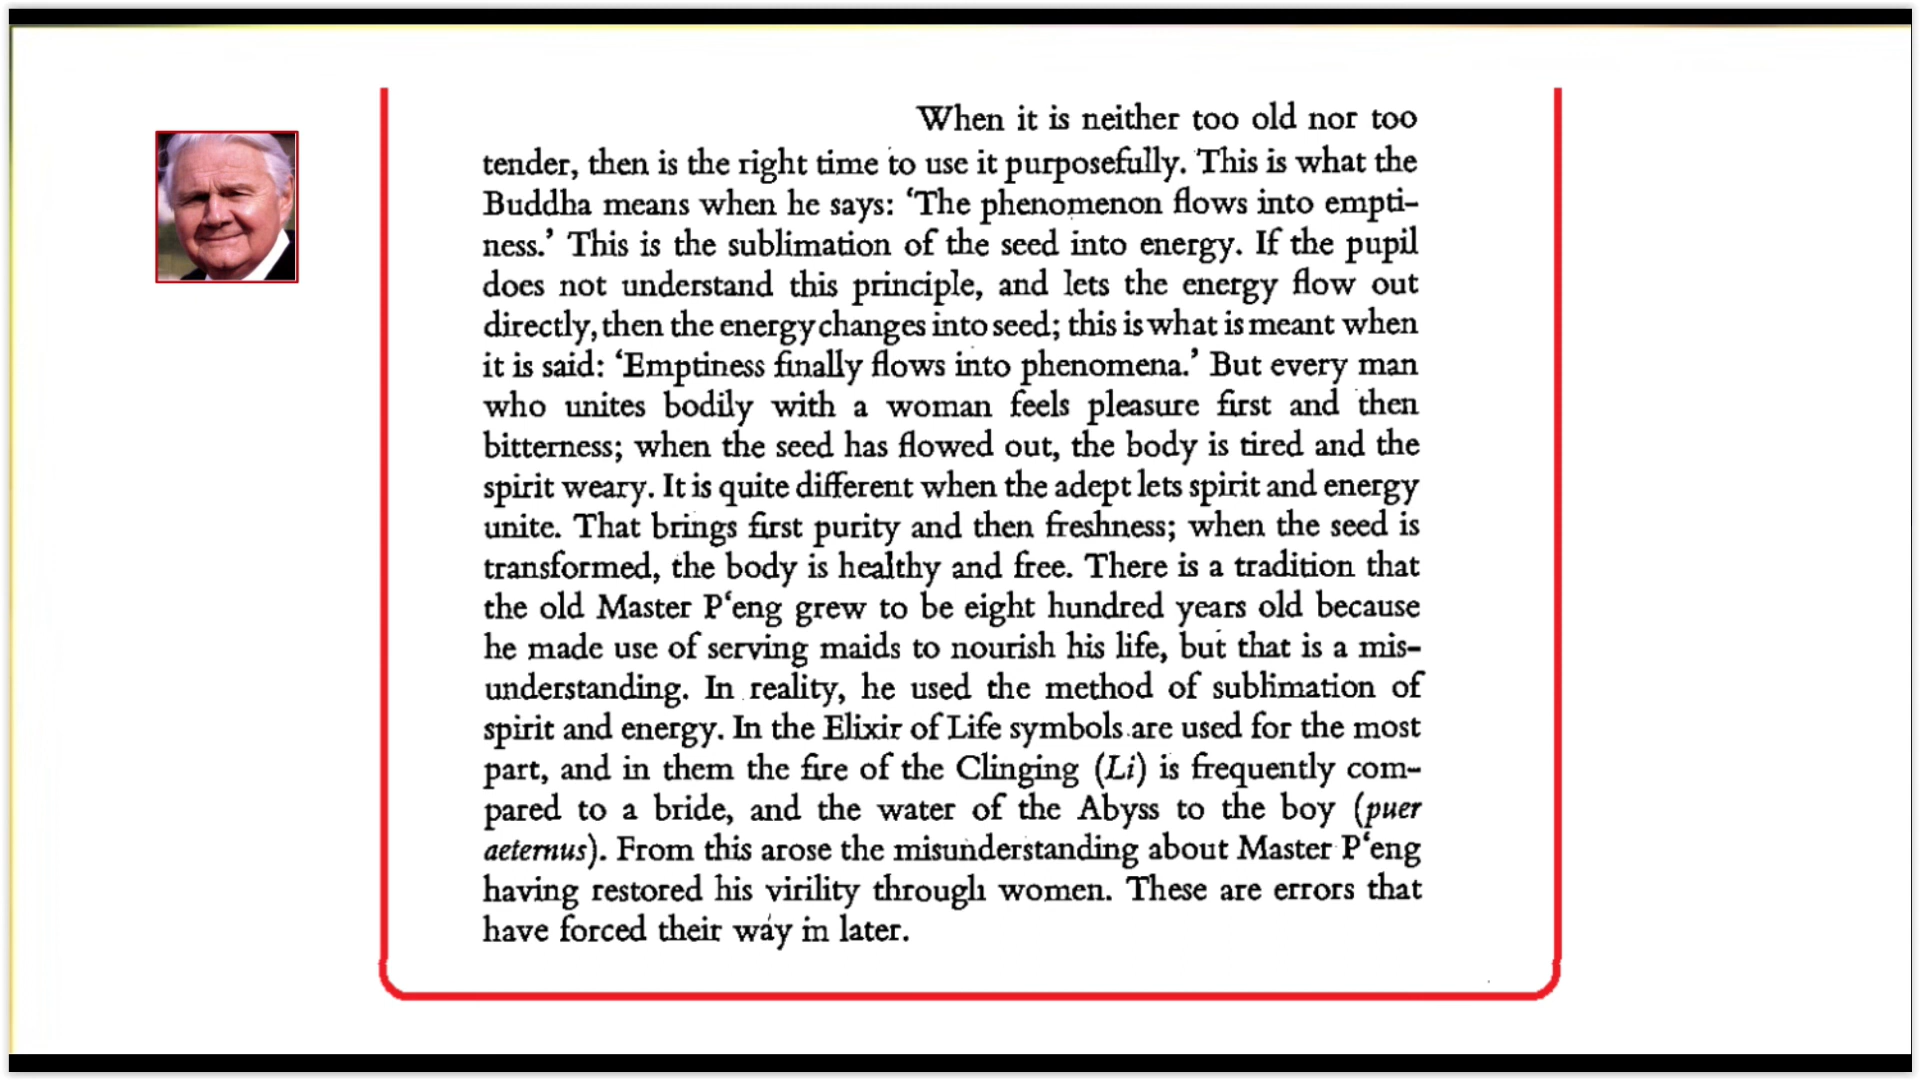 When it is neither too old nor too
tender, then is the right time to use it purposefully. This is what the
Buddha means when he says: ‘The phenomenon flows into empti-
ness.’ This is the sublimation of the seed into energy. If the pupil
does not understand this principle, and lets the energy flow out
directly, then the energy changes into seed; this is what is meant when
it is said: ‘Emptiness finally flows into phenomena.’ But every man
who unites bodily with a woman feels pleasure first and then
bitterness; when the seed has flowed out, the body is tired and the
spirit weary. It is quite different when the adept lets spirit and energy
unite. That brings first purity and then freshness; when the seed is
transformed, the body is healthy and free. There is a tradition that
the old Master P‘eng grew to be eight hundred years old because
he made use of serving maids to nourish his life, but that is a mis-
understanding. In reality, he used the method of sublimation of
spirit and energy. In the Elixir of Life symbols are used for the most
part, and in them the fire of the Clinging (Li) is frequently com-
pared to a bride, and the water of the Abyss to the boy (puer
aeternus). From this arose the misunderstanding about Master P‘eng
having restored his virility through women. These are errors that
have forced their way in later.